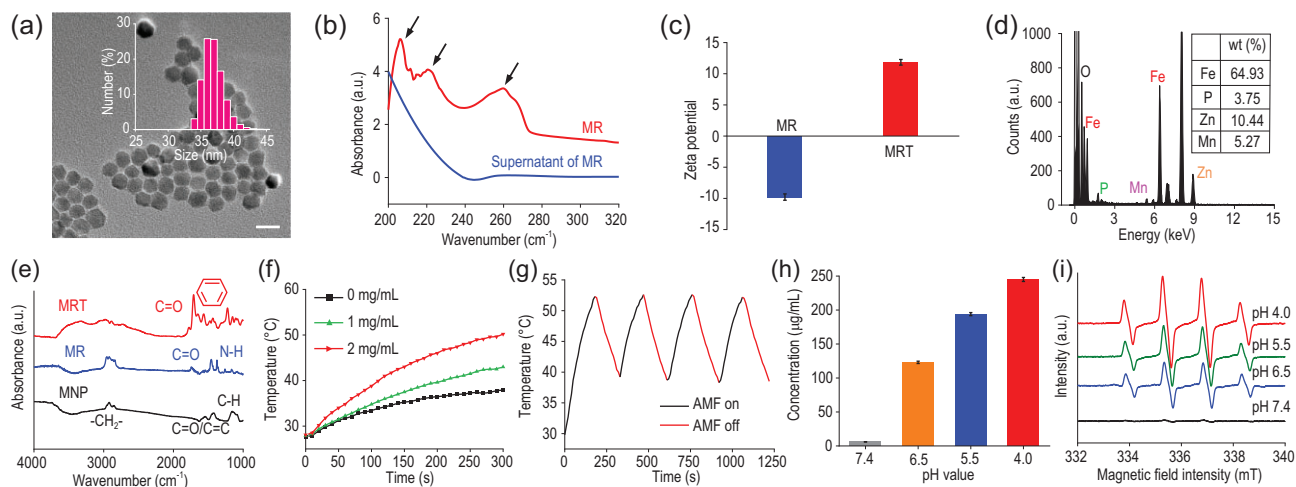 (a)
Number (%)
30
20
10
0
25
35
45
Size (nm)
(b)
Absorbance (a.u.)
6
4
2
0
MR
Supernatant of MR
200 220 240 260 280 300 320
Wavenumber (cm⁻¹)
(c)
Zeta potential
15
10
5
0
-5
-10
-15
MR
MRT
(d)
Counts (a.u.)
1000
800
600
400
200
0
O
Fe
P
Mn
Fe
Zn
wt (%)
Fe 64.93
P 3.75
Zn 10.44
Mn 5.27
0 3 6 9 12 15
Energy (keV)
(e)
Absorbance (a.u.)
MRT
C=O
MR
C=O
N-H
MNP
-CH₂-
C=O/C=C
C-H
4000 3000 2000 1000
Wavenumber (cm⁻¹)
(f)
Temperature (°C)
60
50
40
30
0 mg/mL
1 mg/mL
2 mg/mL
0 50 100 150 200 250 300
Time (s)
(g)
Temperature (°C)
55
50
45
40
35
30
AMF on
AMF off
0 250 500 750 1000 1250
Time (s)
(h)
Concentration (µg/mL)
250
200
150
100
50
0
7.4 6.5 5.5 4.0
pH value
(i)
Intensity (a.u.)
pH 4.0
pH 5.5
pH 6.5
pH 7.4
332 334 336 338 340
Magnetic field intensity (mT)